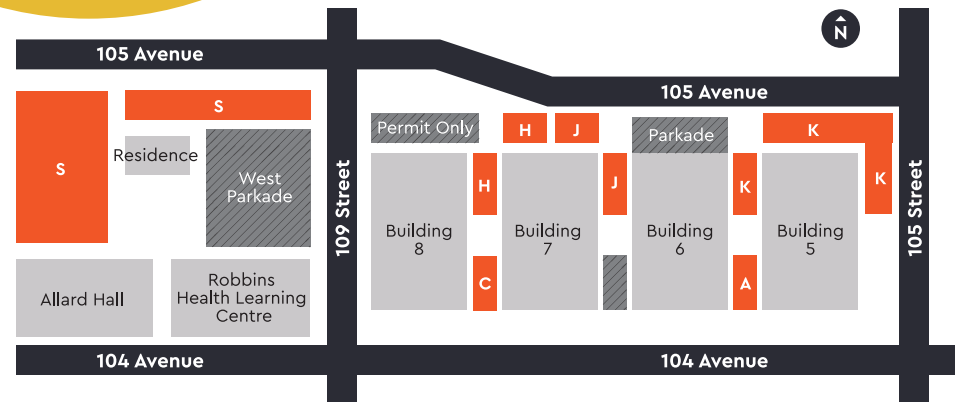 N
105 Avenue
105 Avenue
S
S
Residence
West
Parkade
Allard Hall
Robbins
Health Learning
Centre
104 Avenue
109 Street
Permit Only
H
J
Parkade
K
H
J
K
K
Building
8
Building
7
Building
6
Building
5
C
A
104 Avenue
105 Street